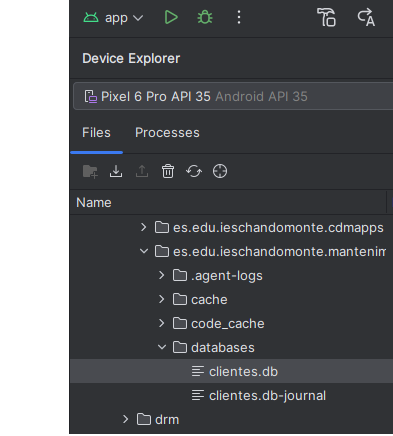 app
Device Explorer
Pixel 6 Pro API 35 Android API 35
Files Processes
Name
es.edu.ieschandomonte.cdmapps
es.edu.ieschandomonte.mantenim
.agent-logs
cache
code_cache
databases
clientes.db
clientes.db-journal
drm